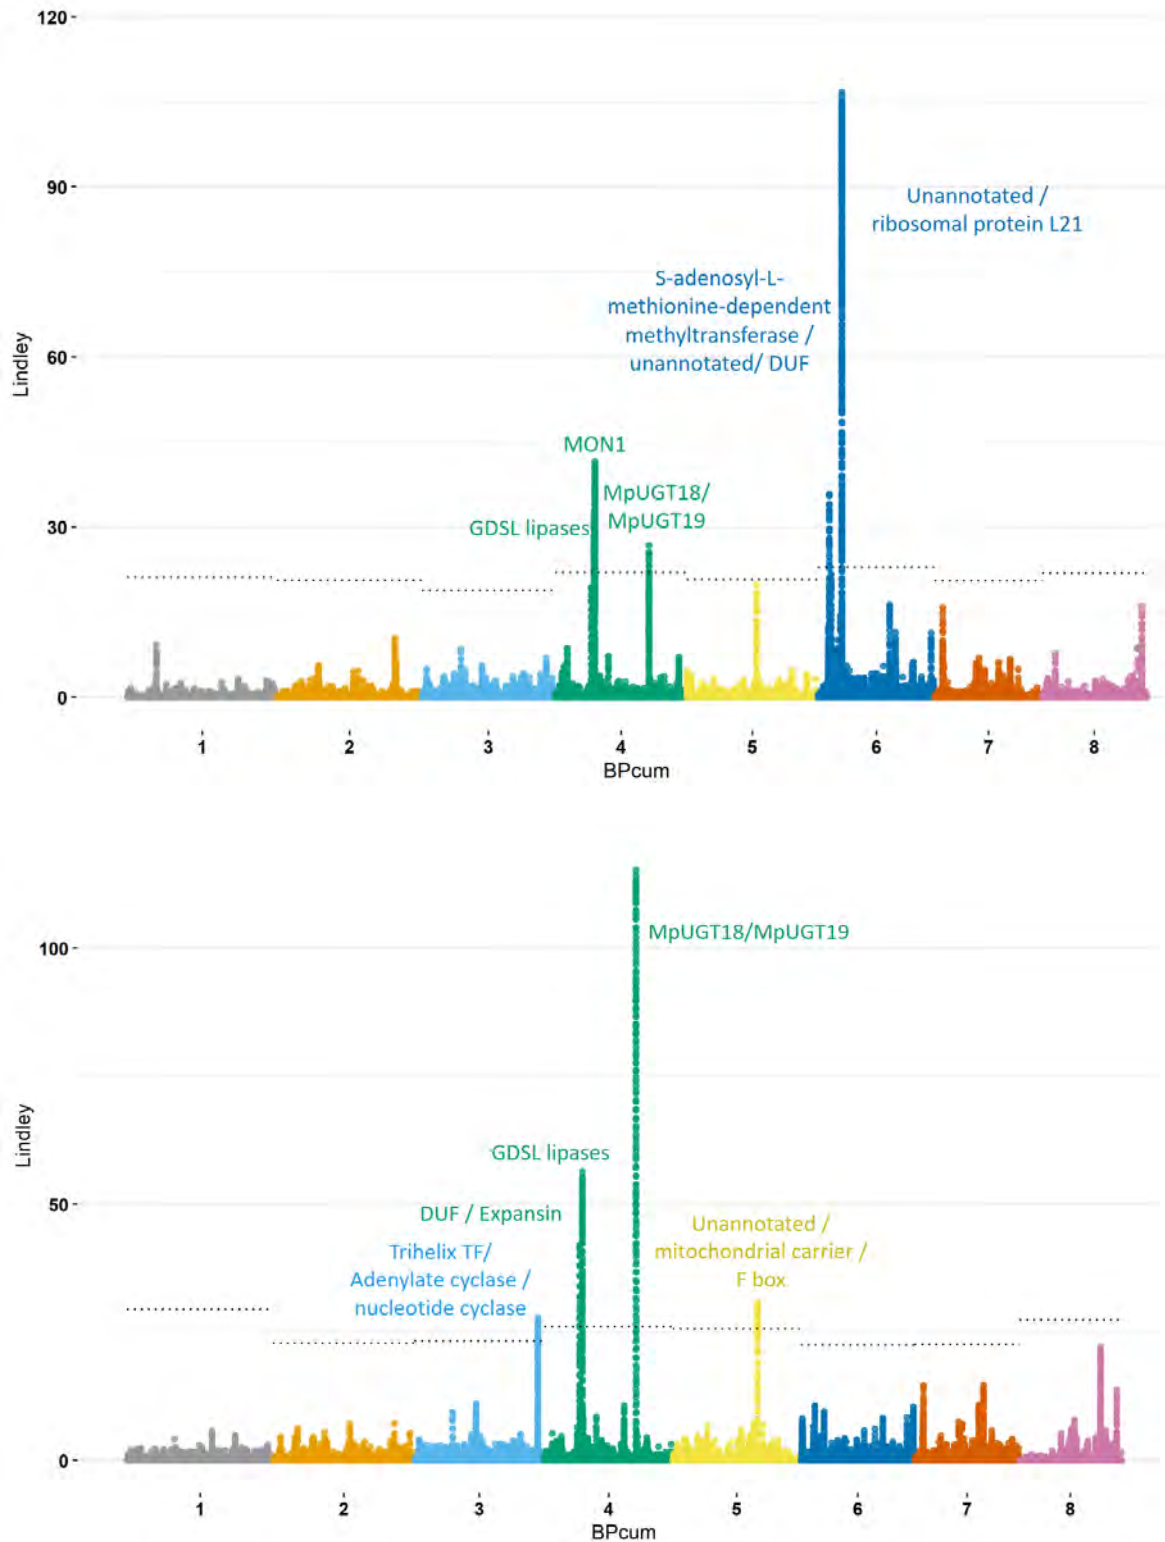 120
90
Unannotated /
ribosomal protein L21
S-adenosyl-L-
methionine-dependent
methyltransferase /
unannotated/ DUF
60
Lindley
MON1
MpUGT18/
MpUGT19
GDSL lipases
30
0
1 2 3 4 5 6 7 8
BPcum
MpUGT18/MpUGT19
100
Lindley
GDSL lipases
50
DUF / Expansin
Trihelix TF/
Adenylate cyclase /
nucleotide cyclase
Unannotated /
mitochondrial carrier /
F box
0
1 2 3 4 5 6 7 8
BPcum